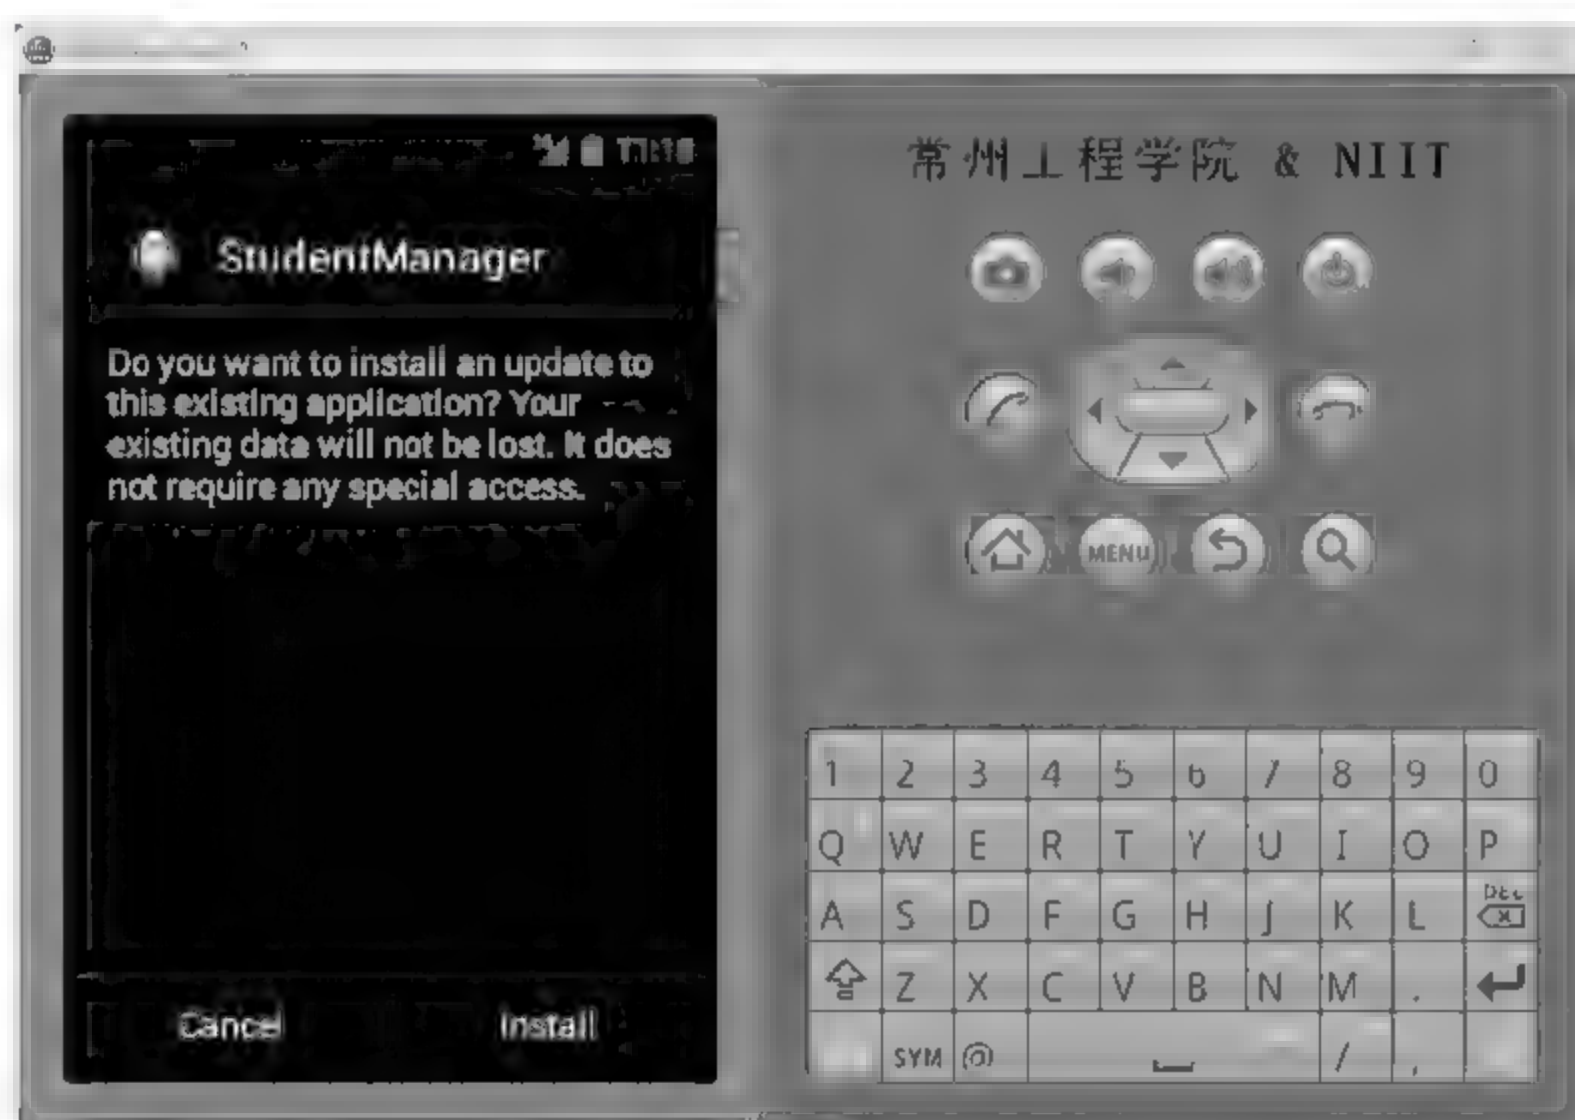 常州工程学院 & NIIT
StudentManager
Do you want to install an update to
this existing application? Your
existing data will not be lost. It does
not require any special access.
Cancel
Install
MENU
1 2 3 4 5 6 7 8 9 0
Q W E R T Y U I O P
A S D F G H J K L DEL
Z X C V B N M .
SYM @ / ,